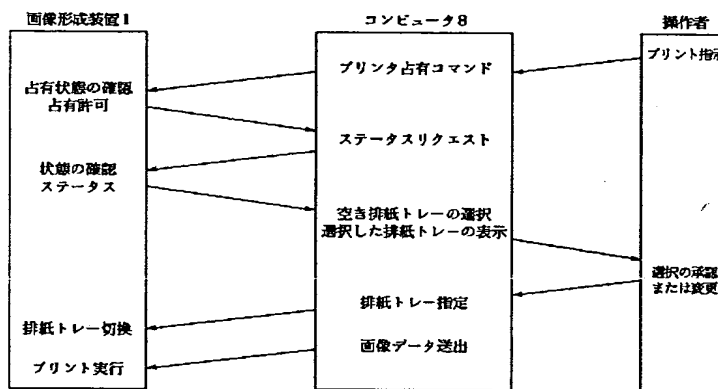 画像形成装置1
コンピュータ8
操作者
プリント指示
プリンタ占有コマンド
占有状態の確認
占有許可
ステータスリクエスト
状態の確認
ステータス
空き排紙トレーの選択
選択した排紙トレーの表示
選択の承認
または変更
排紙トレー指定
排紙トレー切換
画像データ送出
プリント実行